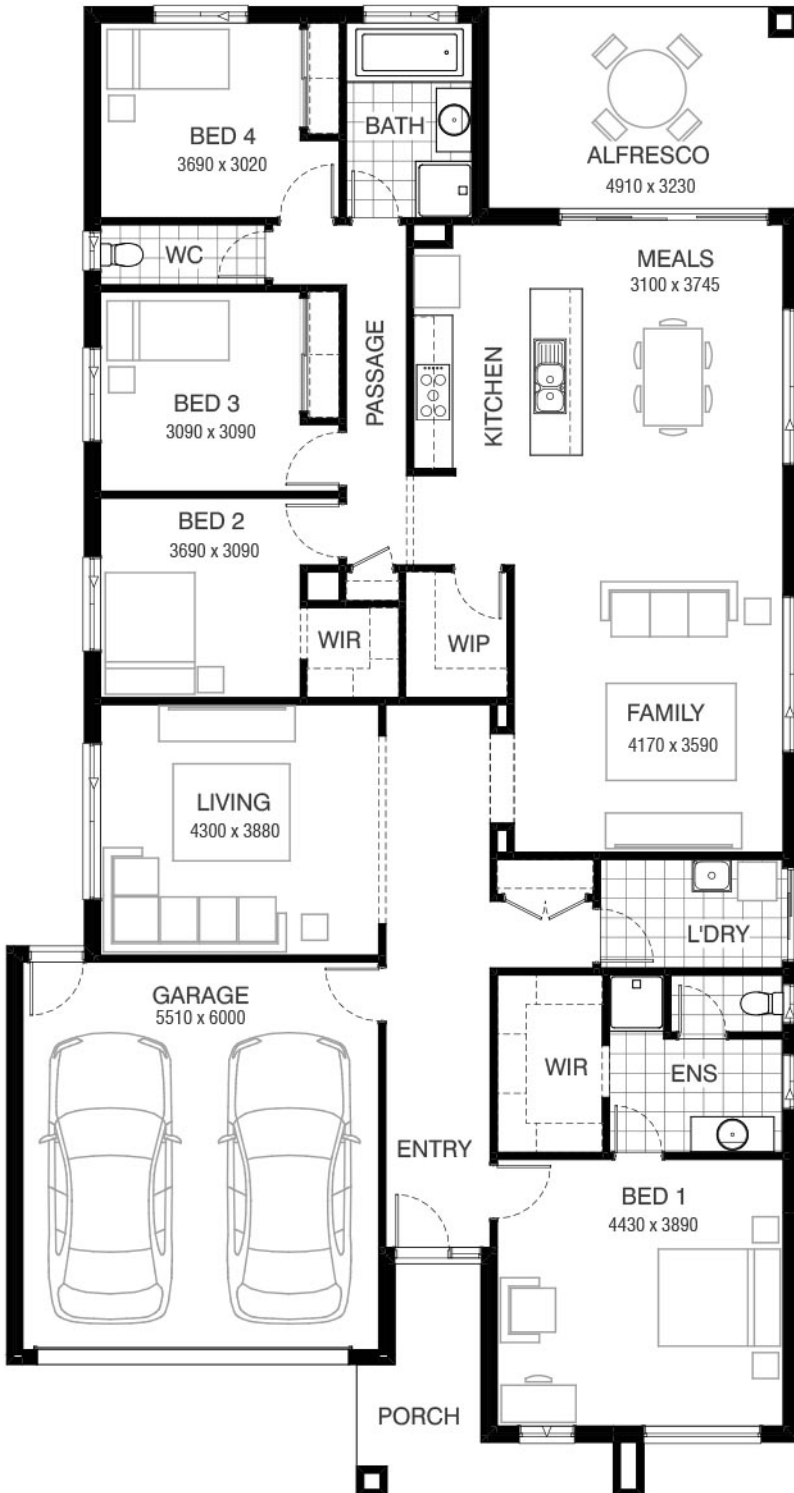 BED 4
3690 x 3020
BATH
ALFRESCO
4910 x 3230
WC
MEALS
3100 x 3745
PASSAGE
KITCHEN
BED 3
3090 x 3090
BED 2
3690 x 3090
WIR
WIP
FAMILY
4170 x 3590
LIVING
4300 x 3880
L'DRY
GARAGE
5510 x 6000
WIR
ENS
ENTRY
BED 1
4430 x 3890
PORCH